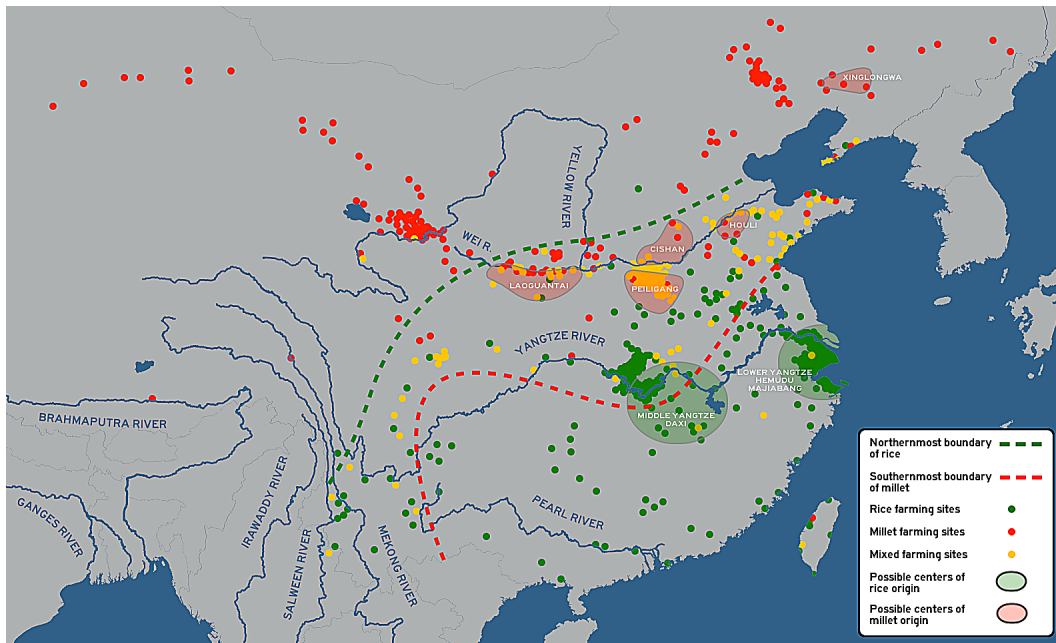 XINGLONGWA
YELLOW RIVER
WEI R.
HOULI
CISHAN
LAOGUANTAI
PEILIGANG
YANGTZE RIVER
LOWER YANGTZE
HEMUDU
MAJIABANG
MIDDLE YANGTZE
DAXI
BRAHMAPUTRA RIVER
GANGES RIVER
IRAWADDY RIVER
SALWEEN RIVER
MEKONG RIVER
PEARL RIVER
Northernmost boundary
of rice
Southernmost boundary
of millet
Rice farming sites
Millet farming sites
Mixed farming sites
Possible centers of
rice origin
Possible centers of
millet origin